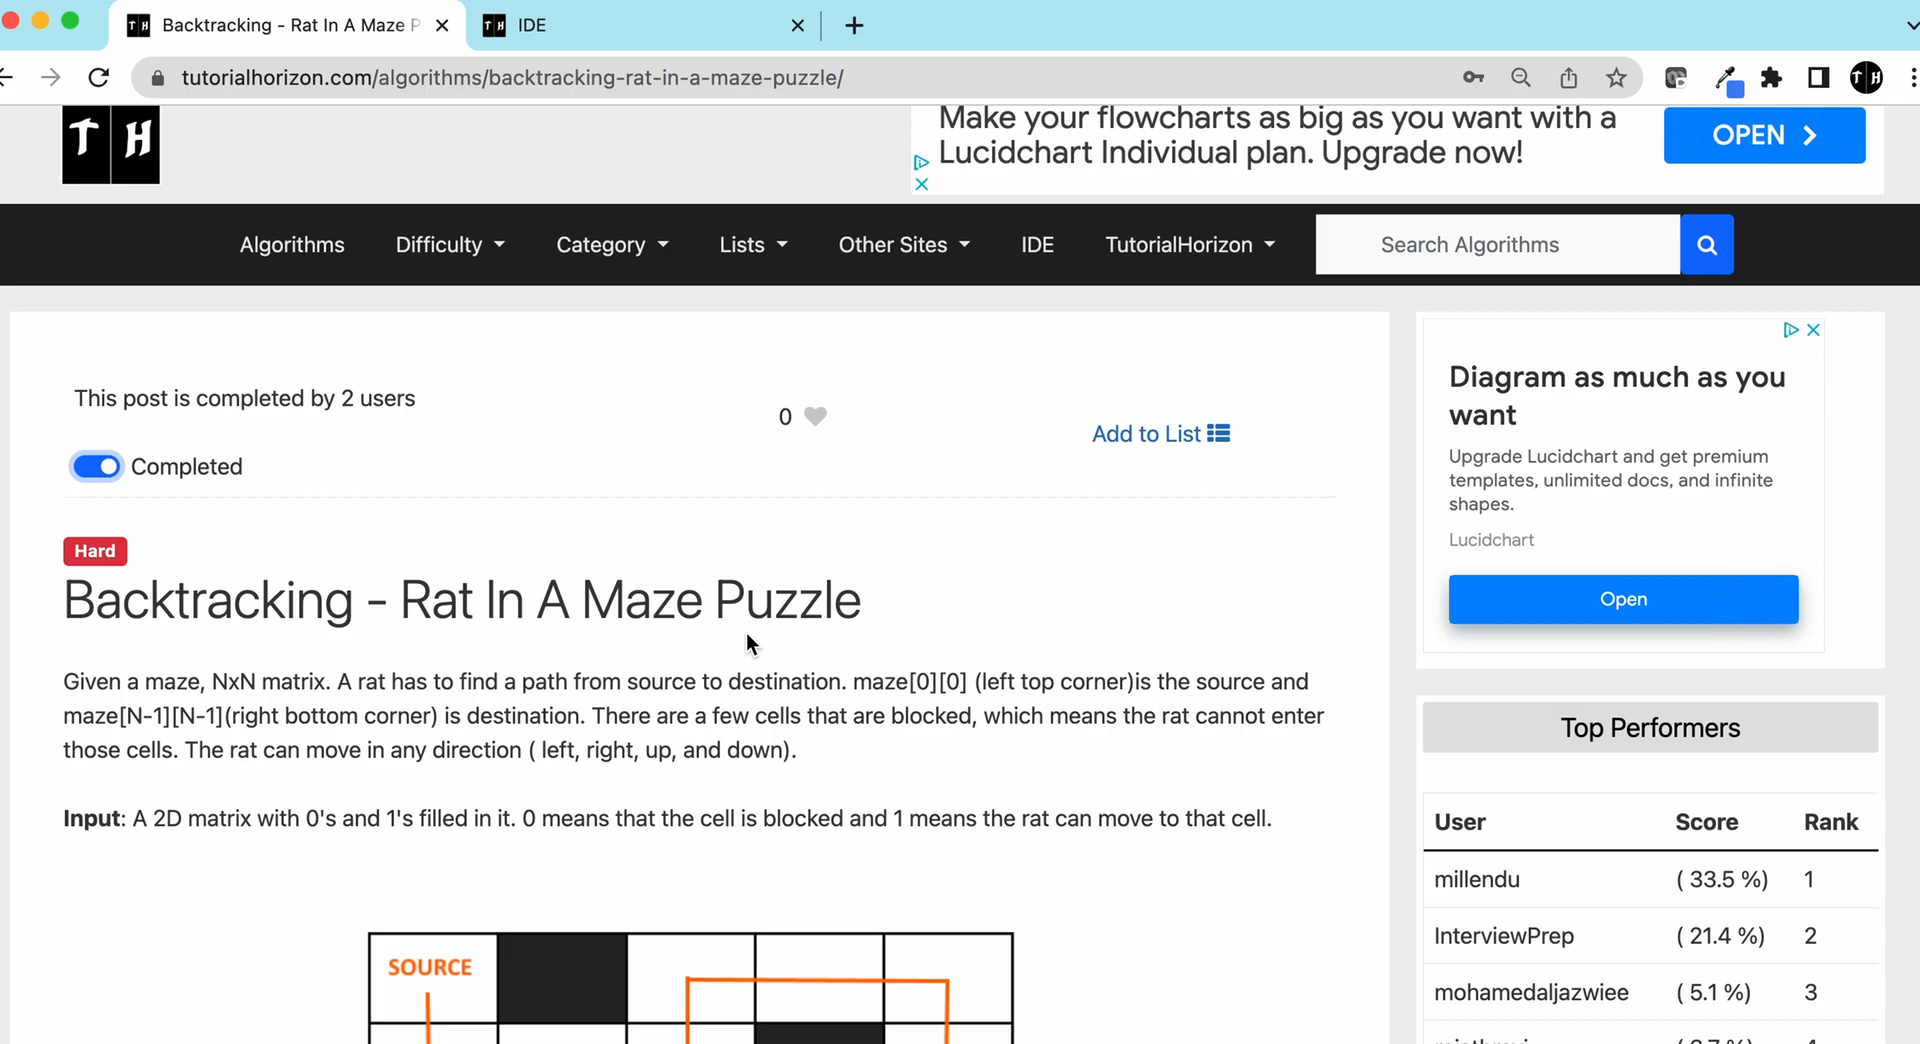 Backtracking - Rat In A Maze P
IDE
tutorialhorizon.com/algorithms/backtracking-rat-in-a-maze-puzzle/
T H
T H
Make your flowcharts as big as you want with a
Lucidchart Individual plan. Upgrade now!
OPEN
Algorithms Difficulty Category Lists Other Sites IDE TutorialHorizon Search Algorithms
This post is completed by 2 users
0
Add to List
Completed
Hard
Backtracking - Rat In A Maze Puzzle
Given a maze, NxN matrix. A rat has to find a path from source to destination. maze[0][0] (left top corner)is the source and
maze[N-1][N-1](right bottom corner) is destination. There are a few cells that are blocked, which means the rat cannot enter
those cells. The rat can move in any direction ( left, right, up, and down).
Input: A 2D matrix with 0's and 1's filled in it. 0 means that the cell is blocked and 1 means the rat can move to that cell.
SOURCE
Diagram as much as you
want
Upgrade Lucidchart and get premium
templates, unlimited docs, and infinite
shapes.
Lucidchart
Open
Top Performers
User Score Rank
millendu ( 33.5 %) 1
InterviewPrep ( 21.4 %) 2
mohamedaljazwiee ( 5.1 %) 3